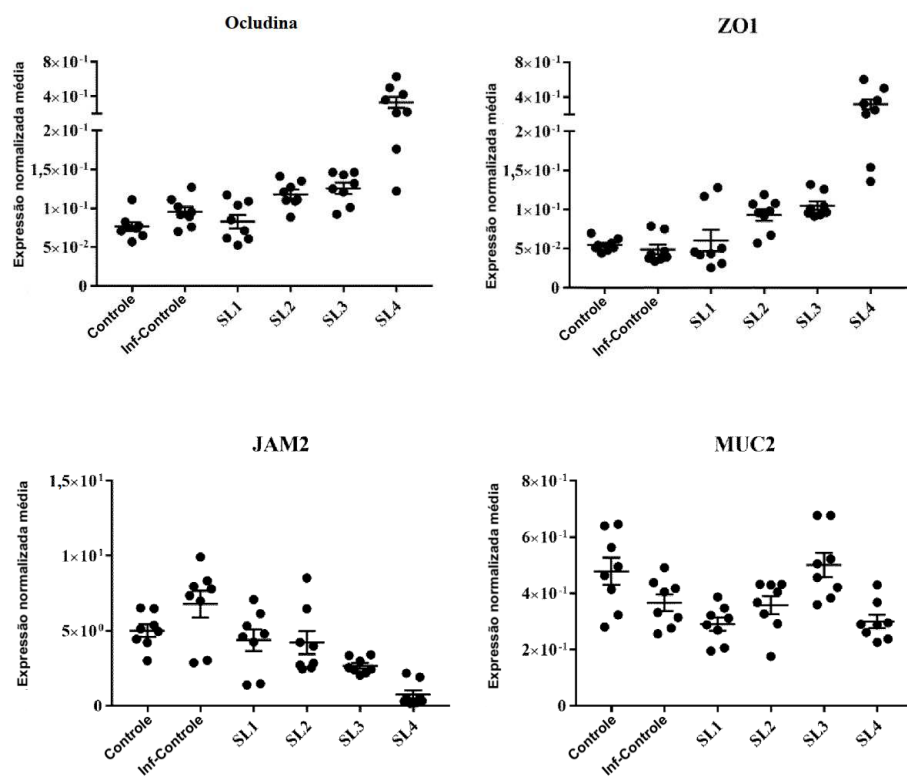 Ocludina
Expressão normalizada média
8×10⁻¹
4×10⁻¹
2×10⁻¹
1,5×10⁻¹
1×10⁻¹
5×10⁻²
0
Controle
Inf-Controle
SL1
SL2
SL3
SL4
ZO1
Expressão normalizada média
8×10⁻¹
4×10⁻¹
2×10⁻¹
1,5×10⁻¹
1×10⁻¹
5×10⁻²
0
Controle
Inf-Controle
SL1
SL2
SL3
SL4
JAM2
Expressão normalizada média
1,5×10¹
1×10¹
5×10⁰
0
Controle
Inf-Controle
SL1
SL2
SL3
SL4
MUC2
Expressão normalizada média
8×10⁻¹
6×10⁻¹
4×10⁻¹
2×10⁻¹
0
Controle
Inf-Controle
SL1
SL2
SL3
SL4